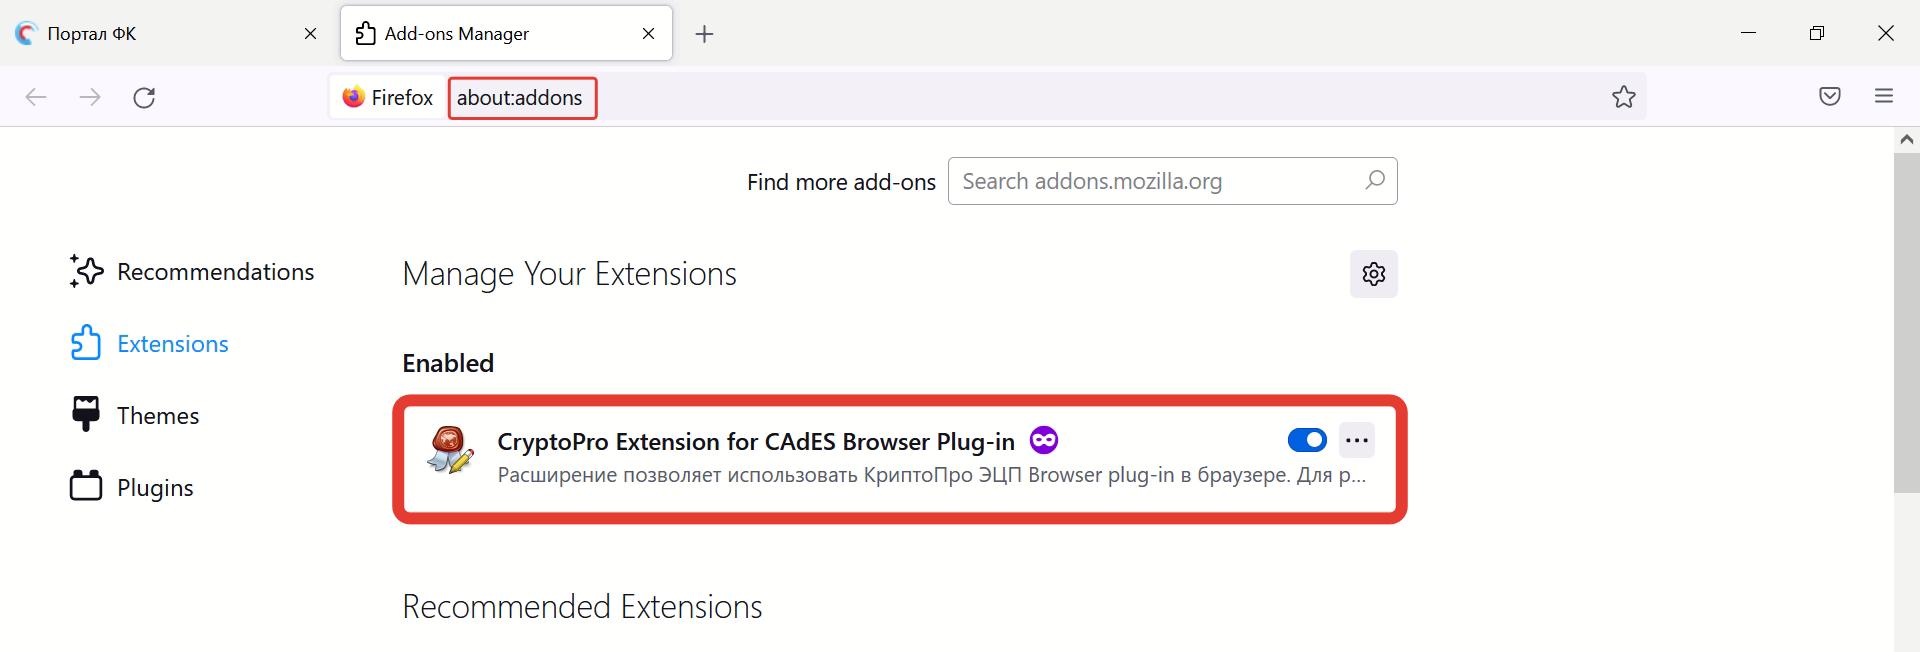 Портал ФК
Add-ons Manager
Firefox
about:addons
Find more add-ons
Search addons.mozilla.org
Recommendations
Extensions
Themes
Plugins
Manage Your Extensions
Enabled
CryptoPro Extension for CAdES Browser Plug-in
Расширение позволяет использовать КриптоПро ЭЦП Browser plug-in в браузере. Для р...
Recommended Extensions